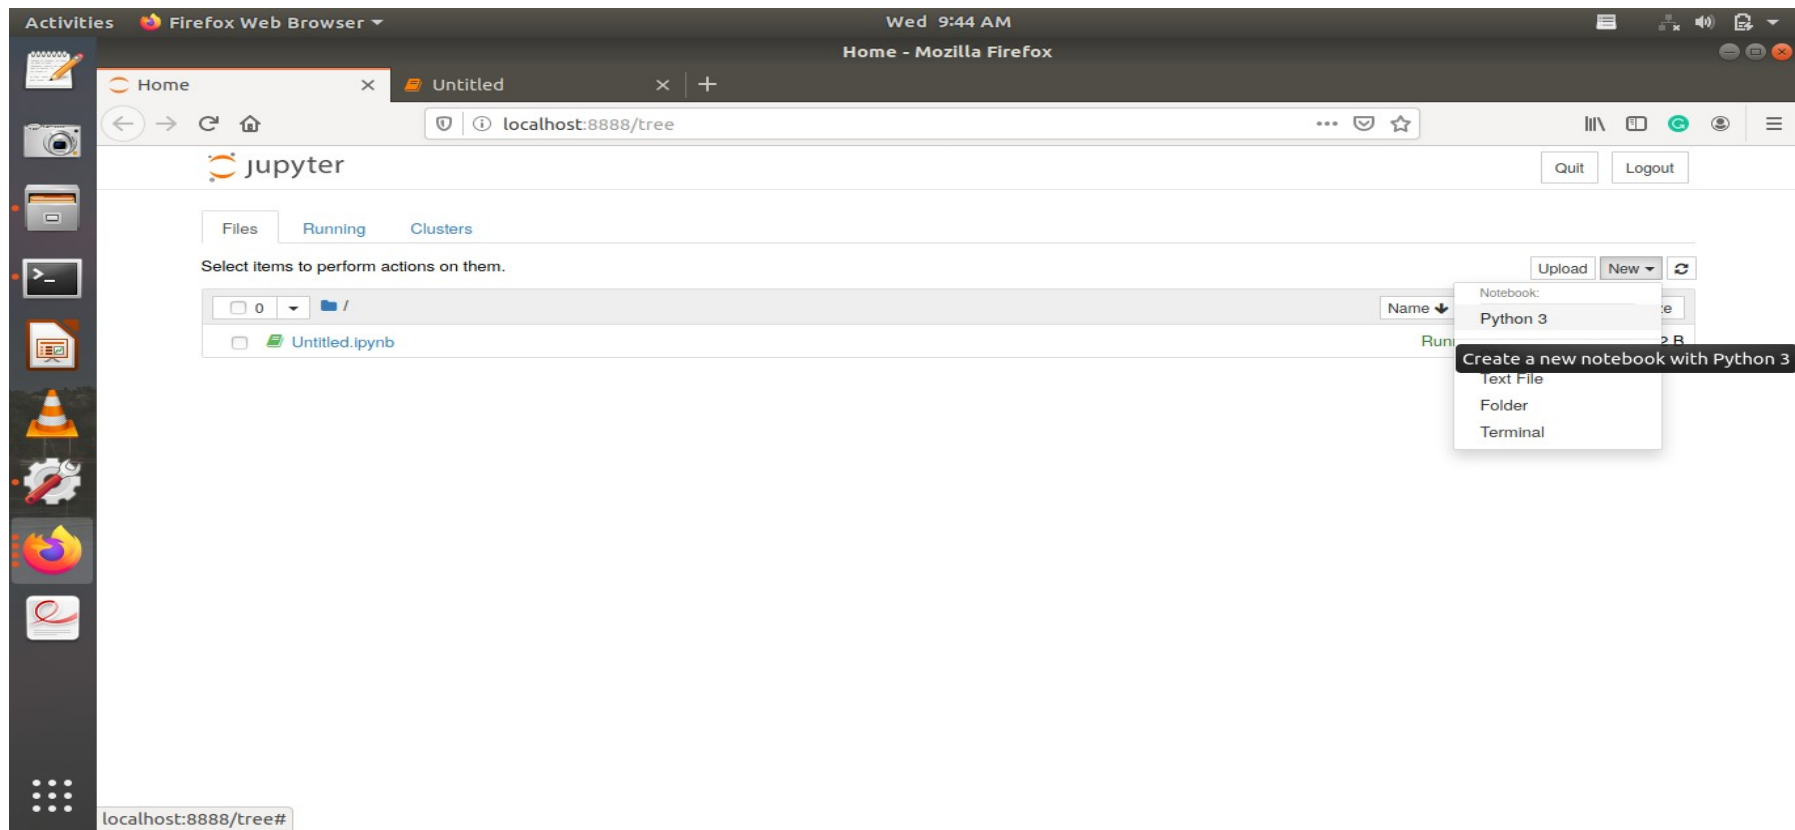 Activities Firefox Web Browser Wed 9:44 AM
Home - Mozilla Firefox
Home Untitled
localhost:8888/tree
jupyter Quit Logout
Files Running Clusters
Select items to perform actions on them. Upload New
Notebook:
0 / Name
Python 3
Untitled.ipynb
Create a new notebook with Python 3
Text File
Folder
Terminal
localhost:8888/tree#